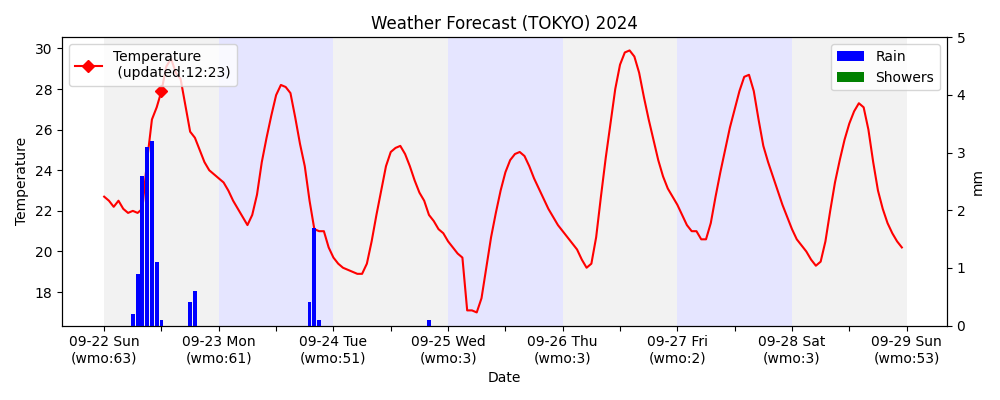 Weather Forecast (TOKYO) 2024
Temperature
(updated:12:23)
Rain
Showers
30
28
26
24
22
20
18
Temperature
5
4
3
2
1
0
mm
09-22 Sun 09-23 Mon 09-24 Tue 09-25 Wed 09-26 Thu 09-27 Fri 09-28 Sat 09-29 Sun
(wmo:63) (wmo:61) (wmo:51) (wmo:3) (wmo:3) (wmo:2) (wmo:3) (wmo:53)
Date